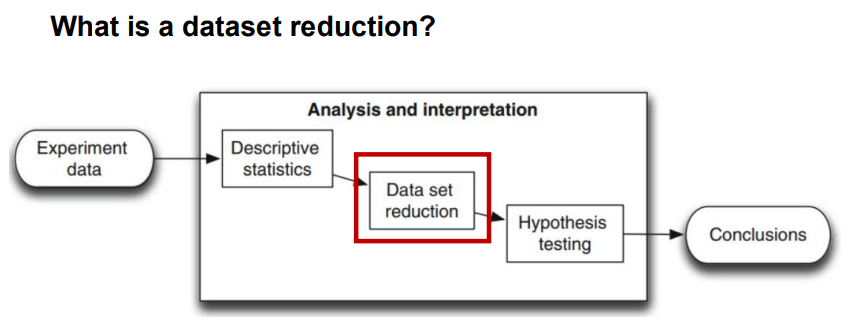 What is a dataset reduction?
Analysis and interpretation
Experiment
data
Descriptive
statistics
Data set
reduction
Hypothesis
testing
Conclusions